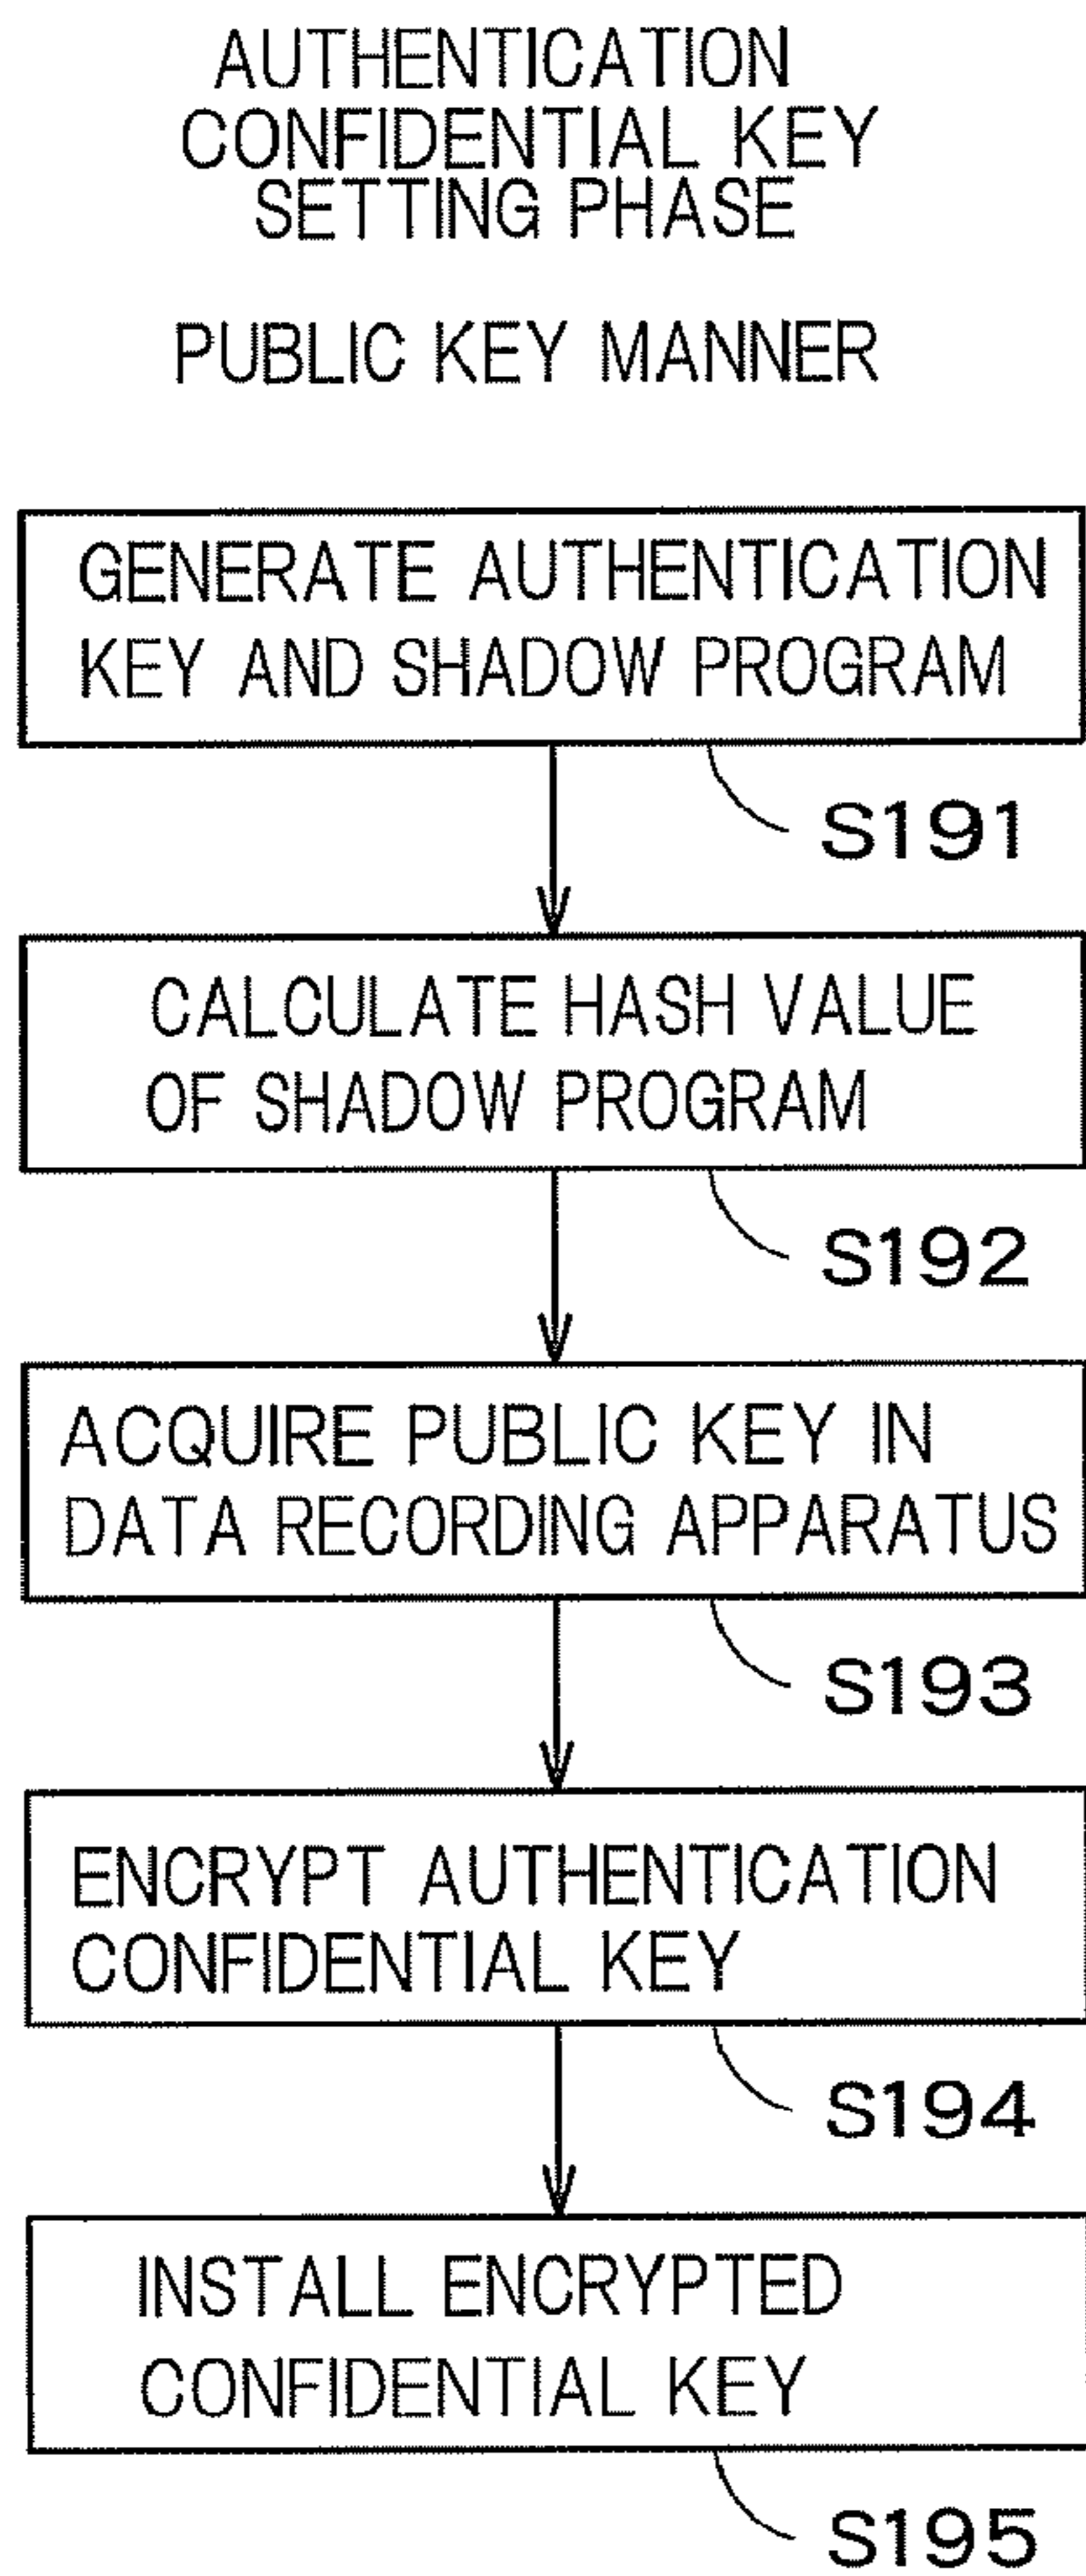 AUTHENTICATION
CONFIDENTIAL KEY
SETTING PHASE
PUBLIC KEY MANNER
GENERATE AUTHENTICATION
KEY AND SHADOW PROGRAM
S191
CALCULATE HASH VALUE
OF SHADOW PROGRAM
S192
ACQUIRE PUBLIC KEY IN
DATA RECORDING APPARATUS
S193
ENCRYPT AUTHENTICATION
CONFIDENTIAL KEY
S194
INSTALL ENCRYPTED
CONFIDENTIAL KEY
S195